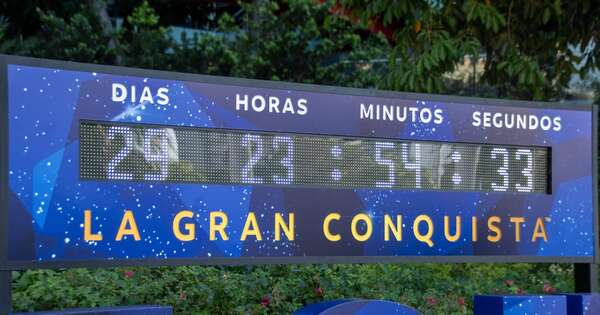 DIAS HORAS MINUTOS SEGUNDOS
29 : 23 : 54 : 33
LA GRAN CONQUISTA